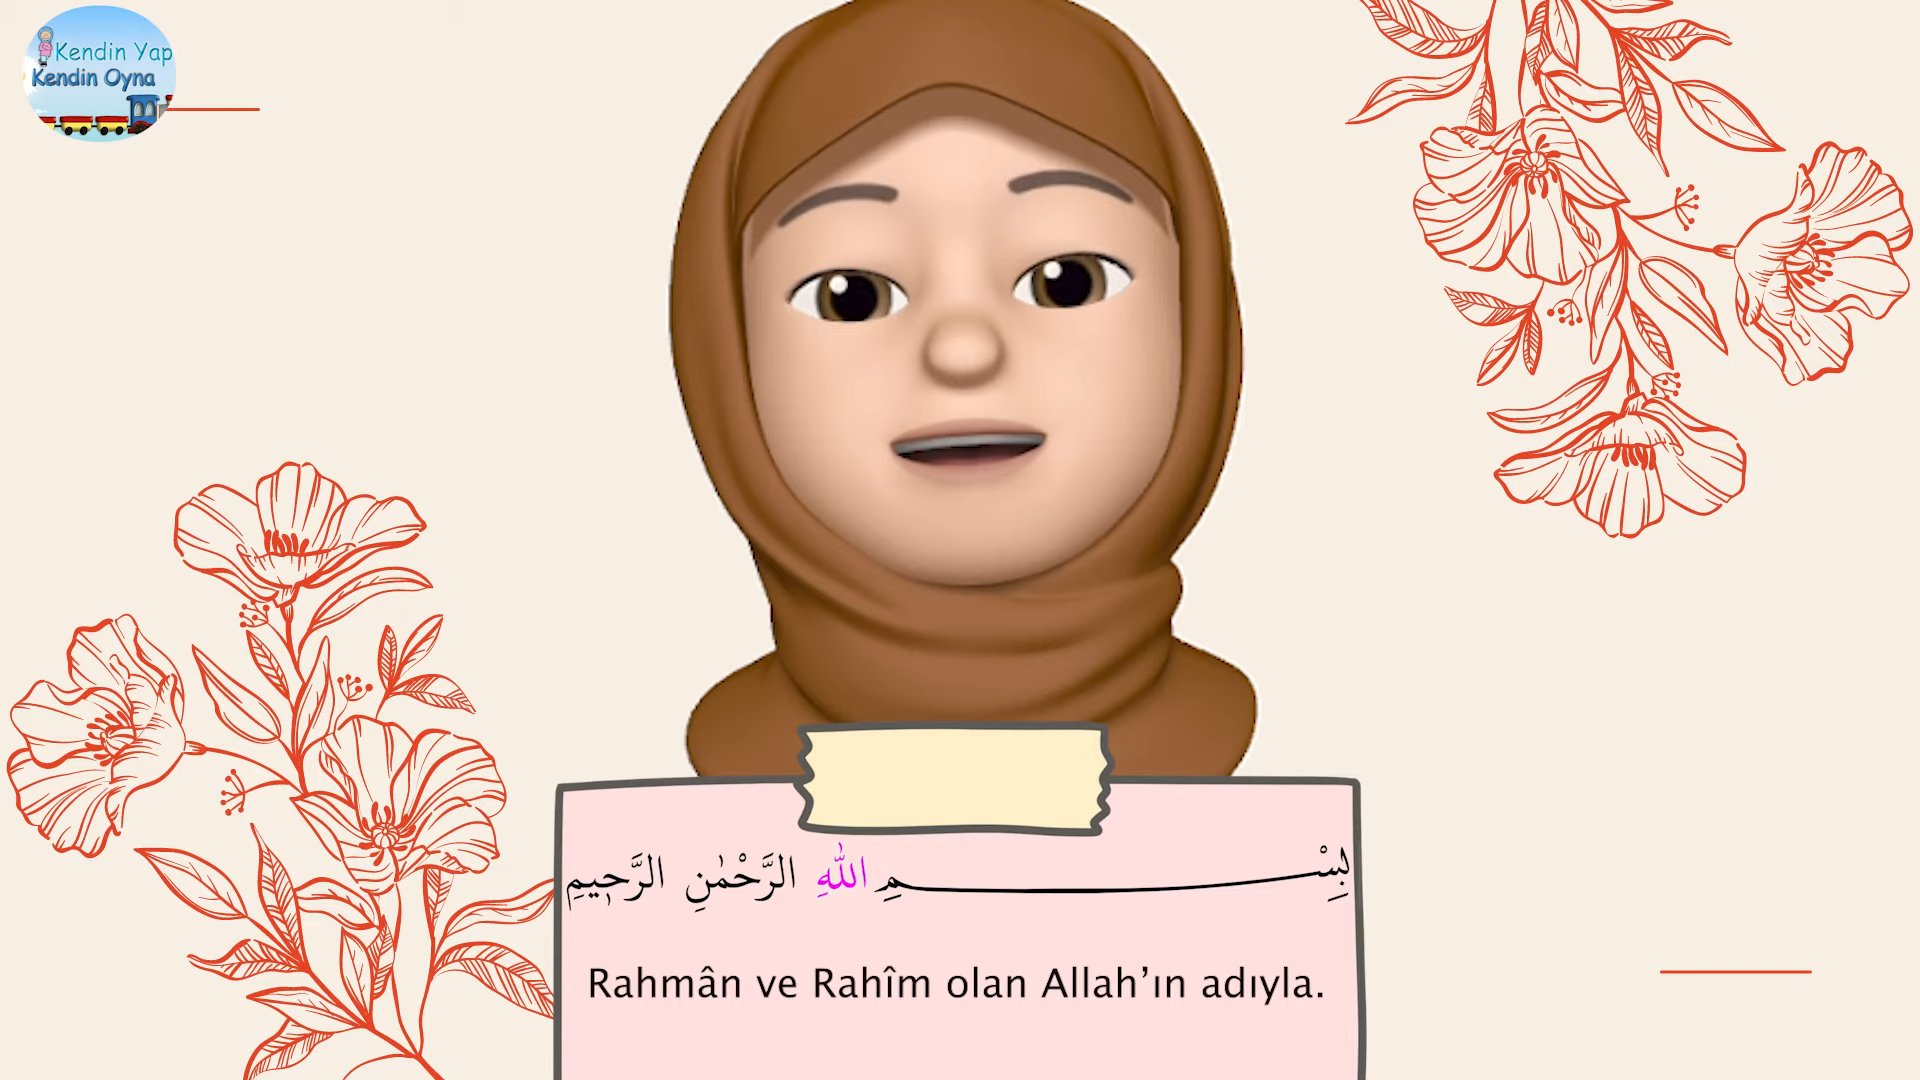 Kendin Yap
Kendin Oyna
بِسْمِ اللّٰهِ الرَّحْمٰنِ الرَّح۪يمِ
Rahmân ve Rahîm olan Allah’ın adıyla.